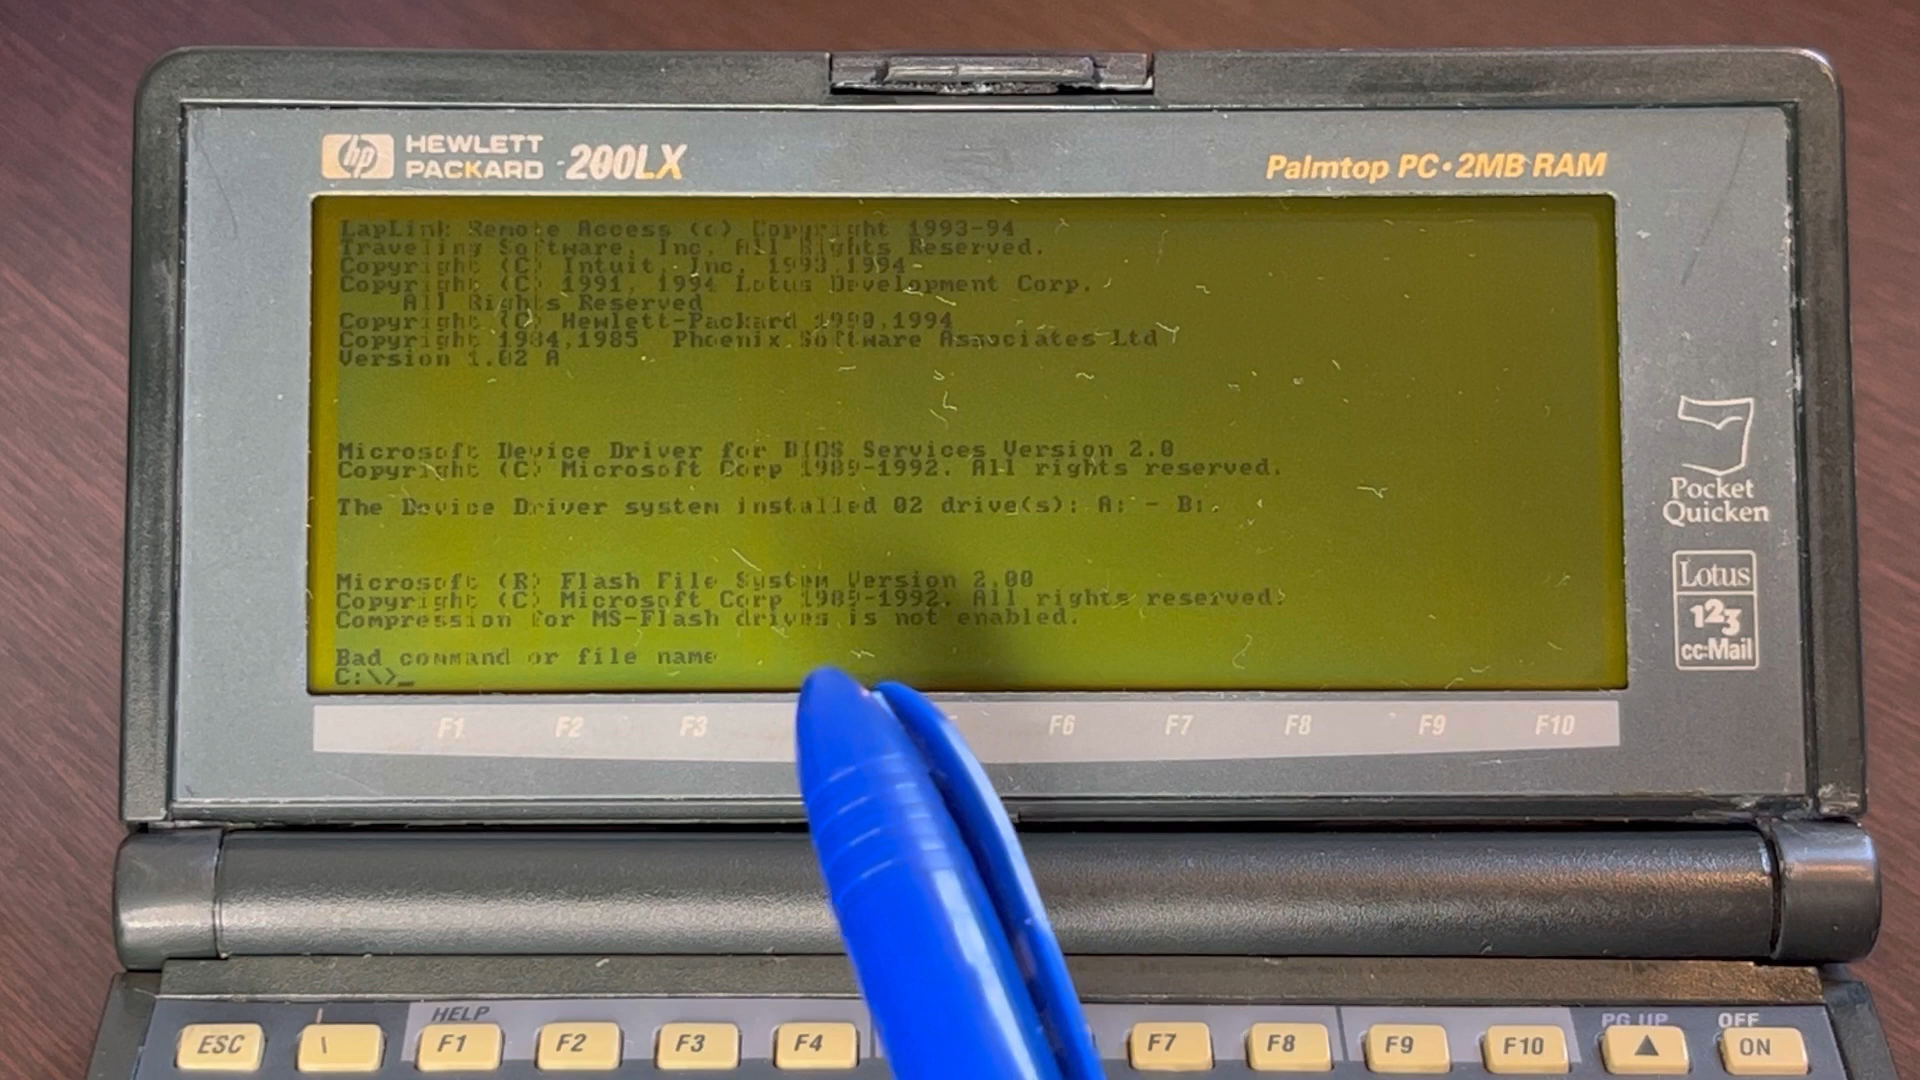 hp HEWLETT PACKARD 200LX
Palmtop PC • 2MB RAM
LapLink Remote Access (c) Copyright 1993-94
Traveling Software, Inc, All Rights Reserved.
Copyright (C) Intuit, Inc, 1993,1994
Copyright (C) 1991, 1994 Lotus Development Corp.
All Rights Reserved
Copyright (C) Hewlett-Packard 1990,1994
Copyright 1984,1985 Phoenix Software Associates Ltd
Version 1.02 A
Microsoft Device Driver for BIOS Services Version 2.0
Copyright (C) Microsoft Corp 1989-1992. All rights reserved.
The Device Driver system installed 02 drive(s): A: - B:.
Microsoft (R) Flash File System Version 2.00
Copyright (C) Microsoft Corp 1989-1992. All rights reserved.
Compression for MS-Flash drives is not enabled.
Bad command or file name
C:\>_
Pocket
Quicken
Lotus
123
cc:Mail
F1 F2 F3 F6 F7 F8 F9 F10
HELP PG UP OFF
ESC \ F1 F2 F3 F4 F7 F8 F9 F10 ▲ ON